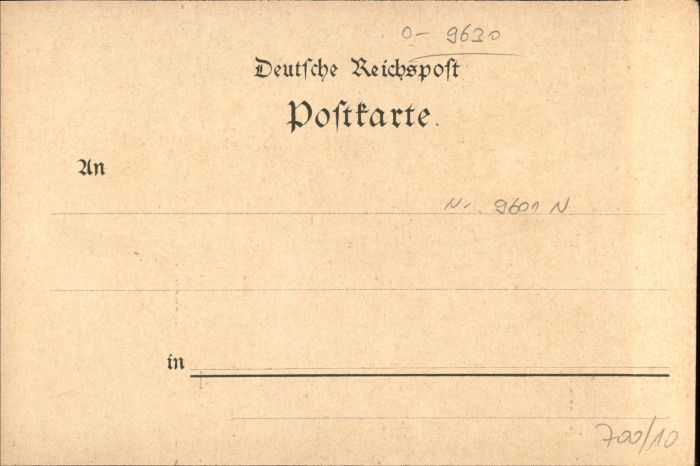 0- 9630
Deutſche Reichspoſt
Poſtkarte.
An
N. 9601 N
in
700/10